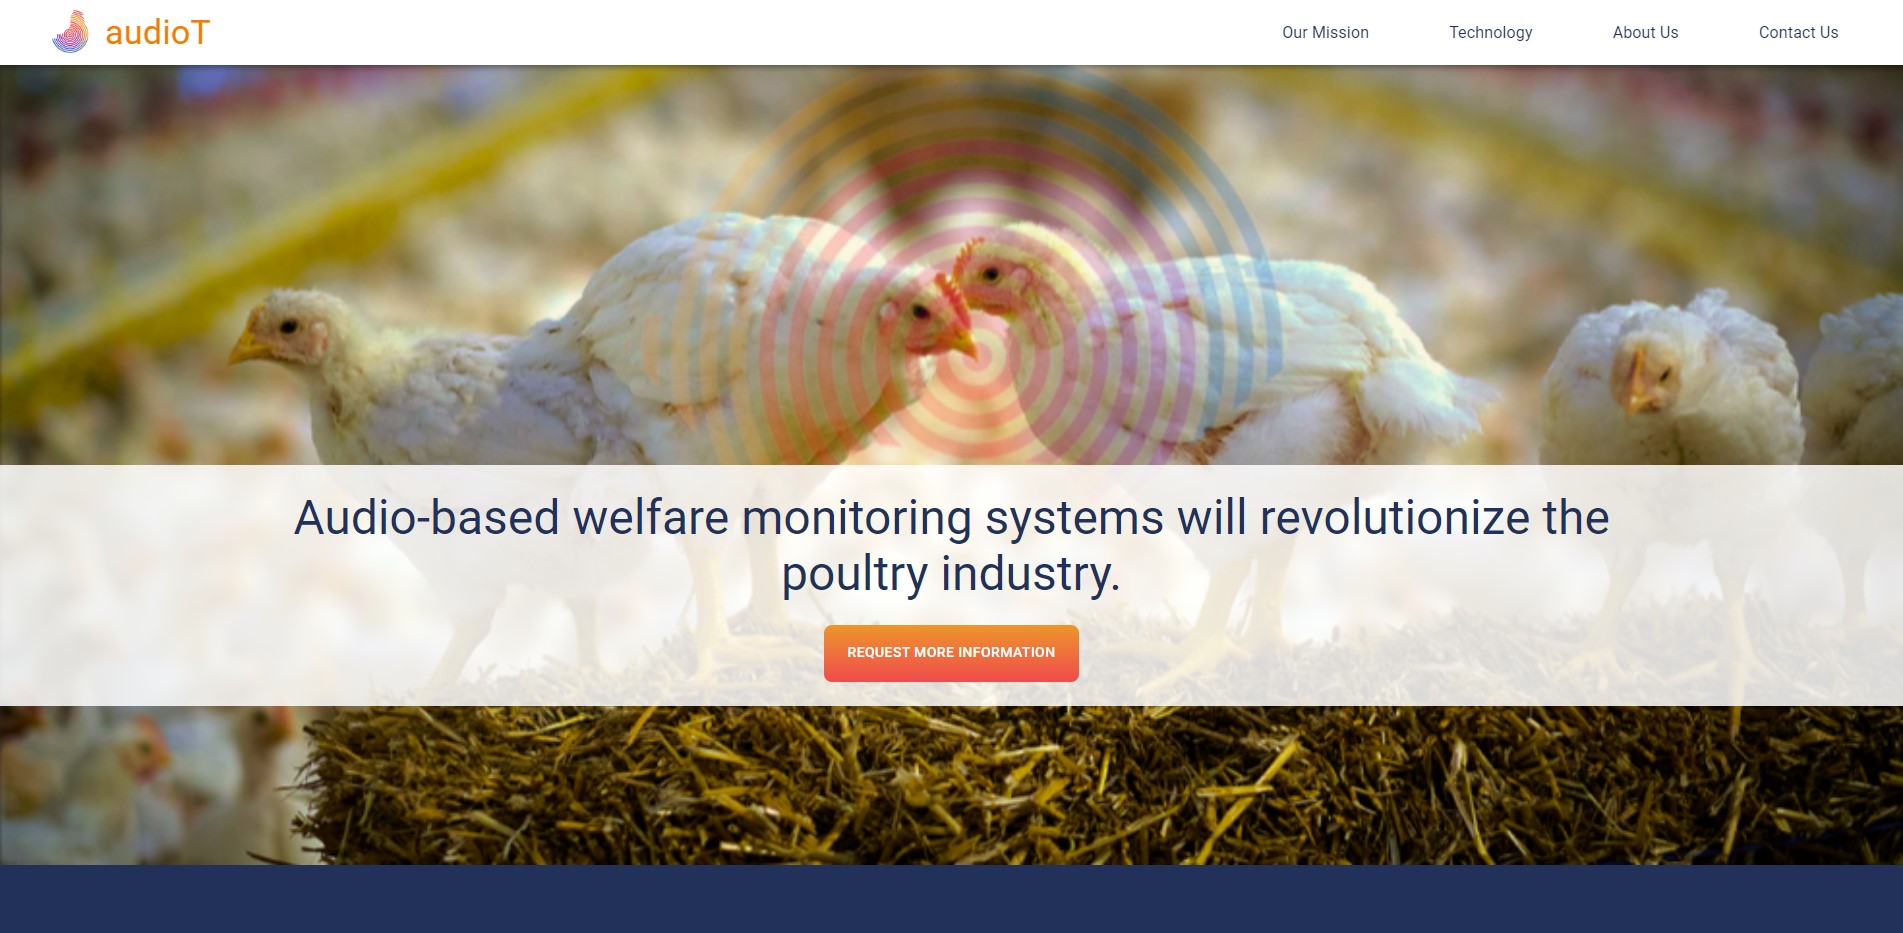 audioT
Our Mission
Technology
About Us
Contact Us
Audio-based welfare monitoring systems will revolutionize the
poultry industry.
REQUEST MORE INFORMATION